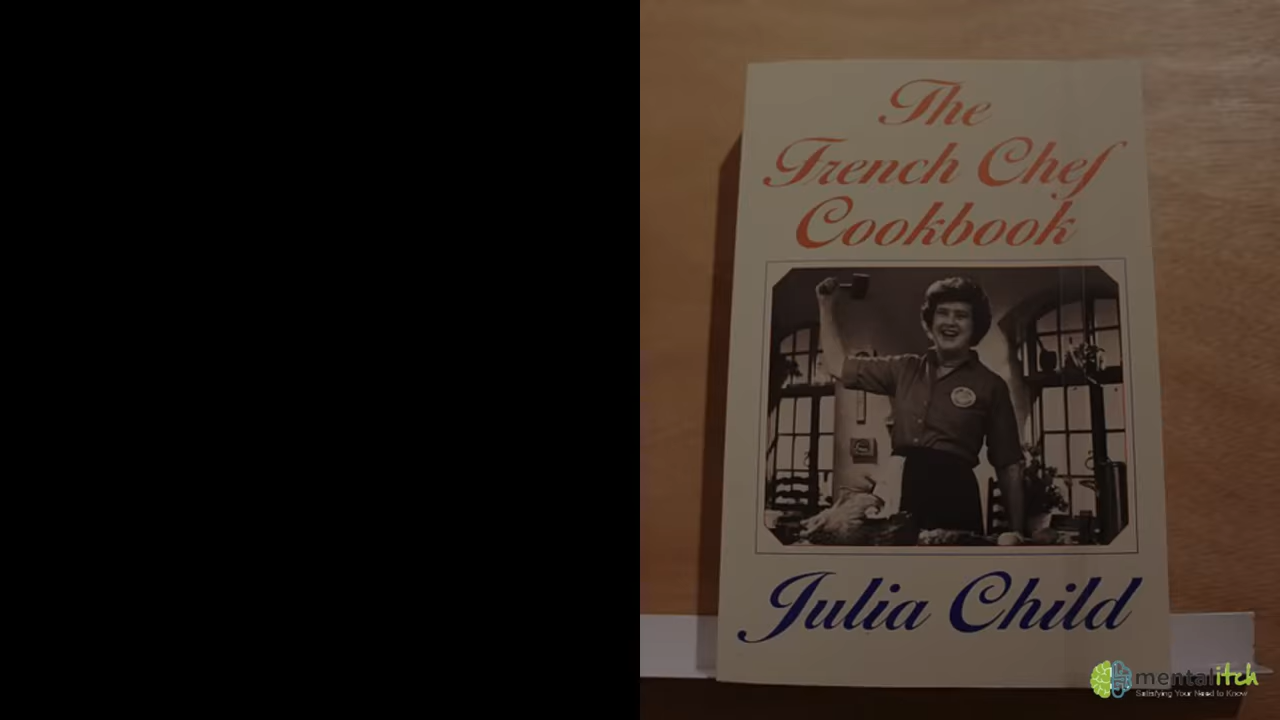 The
French Chef
Cookbook
Julia Child
mentalitch
Satisfying Your Need to Know